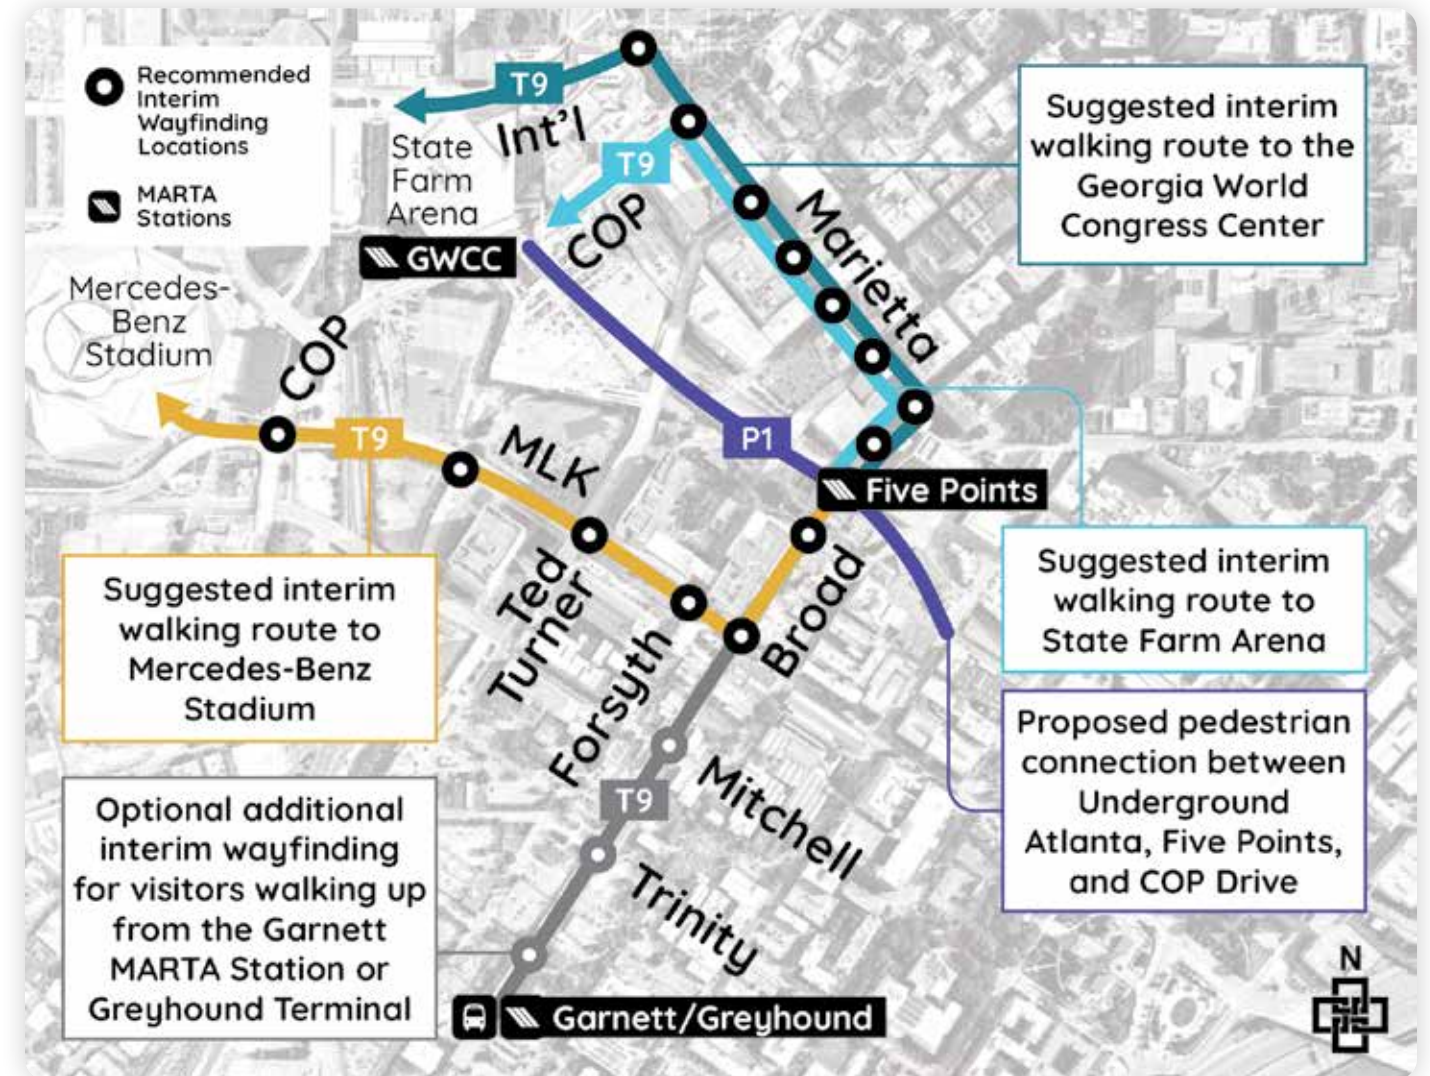 Recommended
Interim
Wayfinding
Locations
MARTA
Stations
T9
Int'l
State
Farm
Arena
T9
COP
GWCC
Marietta
Suggested interim
walking route to the
Georgia World
Congress Center
Mercedes-
Benz
Stadium
COP
T9
MLK
P1
Five Points
Suggested interim
walking route to
Mercedes-Benz
Stadium
Ted
Turner
Forsyth
Broad
Suggested interim
walking route to
State Farm Arena
Proposed pedestrian
connection between
Underground
Atlanta, Five Points,
and COP Drive
Optional additional
interim wayfinding
for visitors walking up
from the Garnett
MARTA Station or
Greyhound Terminal
T9
Mitchell
Trinity
Garnett/Greyhound
N